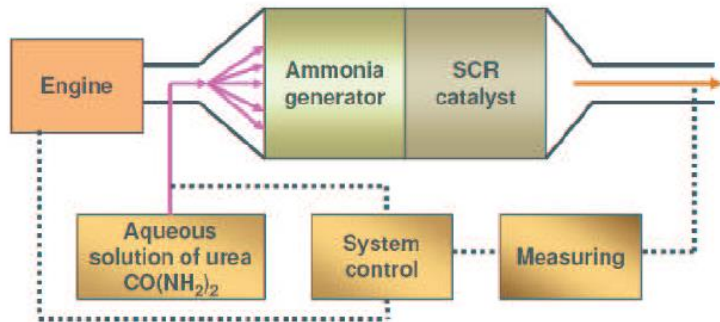 Engine
Ammonia
generator
SCR
catalyst
Aqueous
solution of urea
CO(NH₂)₂
System
control
Measuring